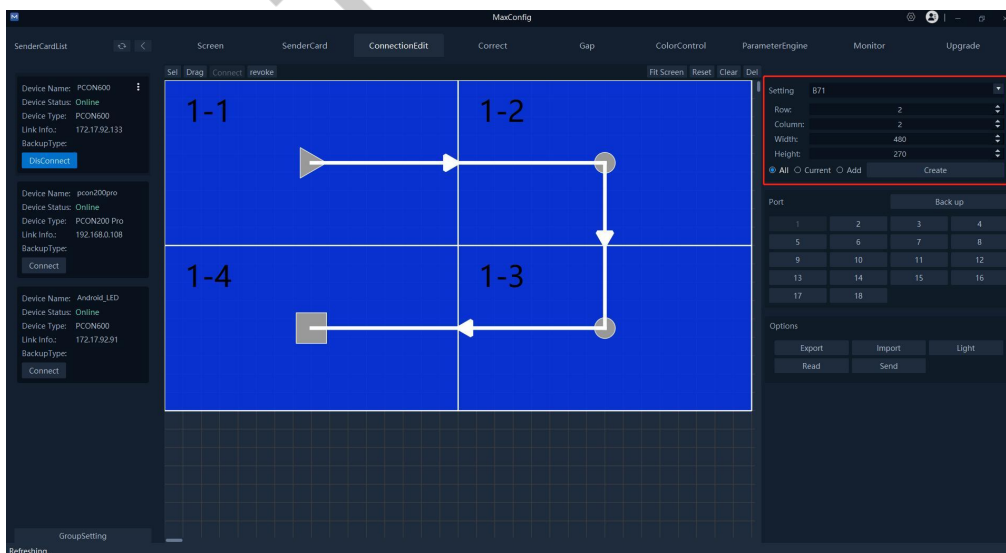 MaxConfig
SenderCardList
Screen SenderCard ConnectionEdit Correct Gap ColorControl ParameterEngine Monitor Upgrade
Sel Drag Connect revoke Fit Screen Reset Clear Del
Device Name: PCON600
Device Status: Online
Device Type: PCON600
Link Info.: 172.17.92.133
BackupType:
DisConnect
Device Name: pcon200pro
Device Status: Online
Device Type: PCON200 Pro
Link Info.: 192.168.0.108
BackupType:
Connect
Device Name: Android_LED
Device Status: Online
Device Type: PCON600
Link Info.: 172.17.92.91
BackupType:
Connect
GroupSetting
Refreshing
1-1 1-2
1-4 1-3
Setting B71
Row: 2
Column: 2
Width: 480
Height: 270
All Current Add Create
Port Back up
1 2 3 4
5 6 7 8
9 10 11 12
13 14 15 16
17 18
Options
Export Import Light
Read Send